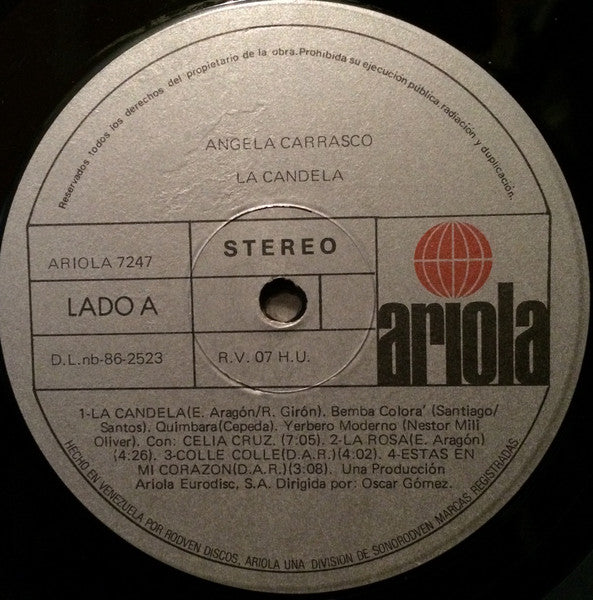 Reservados todos los derechos del propietario de la obra. Prohibida su ejecucion publica radiación y duplicación.
ANGELA CARRASCO
LA CANDELA
ARIOLA 7247
STEREO
LADO A
D.L.nb-86-2523
R.V. 07 H.U.
ariola
1-LA CANDELA(E. Aragón/R. Girón). Bemba Colora' (Santiago/
Santos). Quimbara(Cepeda). Yerbero Moderno (Nestor Mili
Oliver). Con: CELIA CRUZ. (7:05). 2-LA ROSA(E. Aragón)
(4:26). 3-COLLE COLLE(D.A.R.)(4:02). 4-ESTAS EN
MI CORAZON(D.A.R.)(3:08). Una Producción
Ariola Eurodisc, S.A. Dirigida por: Oscar Gómez.
HECHO EN VENEZUELA POR RODVEN DISCOS, ARIOLA UNA DIVISION DE SONORODVEN MARCAS REGISTRADAS